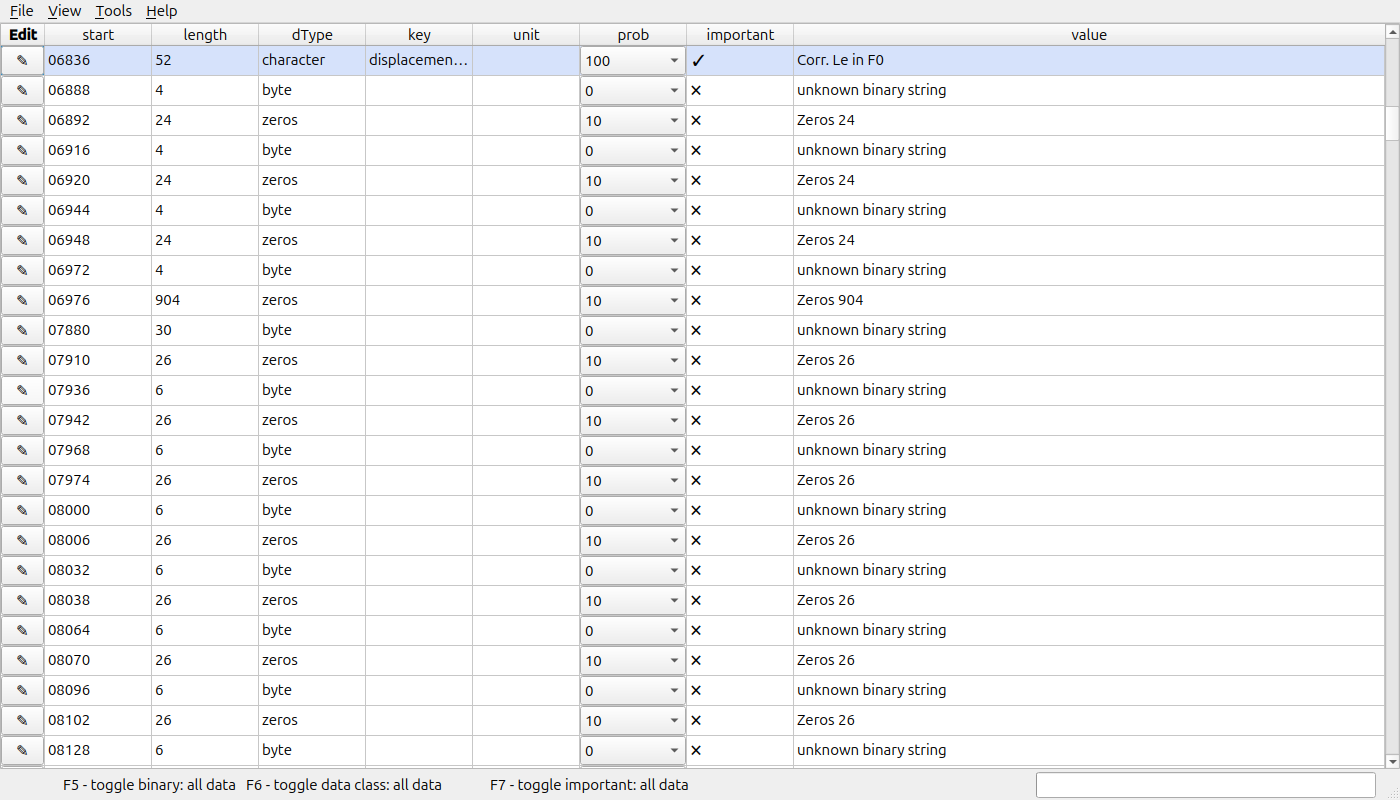 File View Tools Help
Edit start length dType key unit prob important value
06836 52 character displacemen... 100 ✓ Corr. Le in F0
06888 4 byte 0 × unknown binary string
06892 24 zeros 10 × Zeros 24
06916 4 byte 0 × unknown binary string
06920 24 zeros 10 × Zeros 24
06944 4 byte 0 × unknown binary string
06948 24 zeros 10 × Zeros 24
06972 4 byte 0 × unknown binary string
06976 904 zeros 10 × Zeros 904
07880 30 byte 0 × unknown binary string
07910 26 zeros 10 × Zeros 26
07936 6 byte 0 × unknown binary string
07942 26 zeros 10 × Zeros 26
07968 6 byte 0 × unknown binary string
07974 26 zeros 10 × Zeros 26
08000 6 byte 0 × unknown binary string
08006 26 zeros 10 × Zeros 26
08032 6 byte 0 × unknown binary string
08038 26 zeros 10 × Zeros 26
08064 6 byte 0 × unknown binary string
08070 26 zeros 10 × Zeros 26
08096 6 byte 0 × unknown binary string
08102 26 zeros 10 × Zeros 26
08128 6 byte 0 × unknown binary string
F5 - toggle binary: all data F6 - toggle data class: all data F7 - toggle important: all data